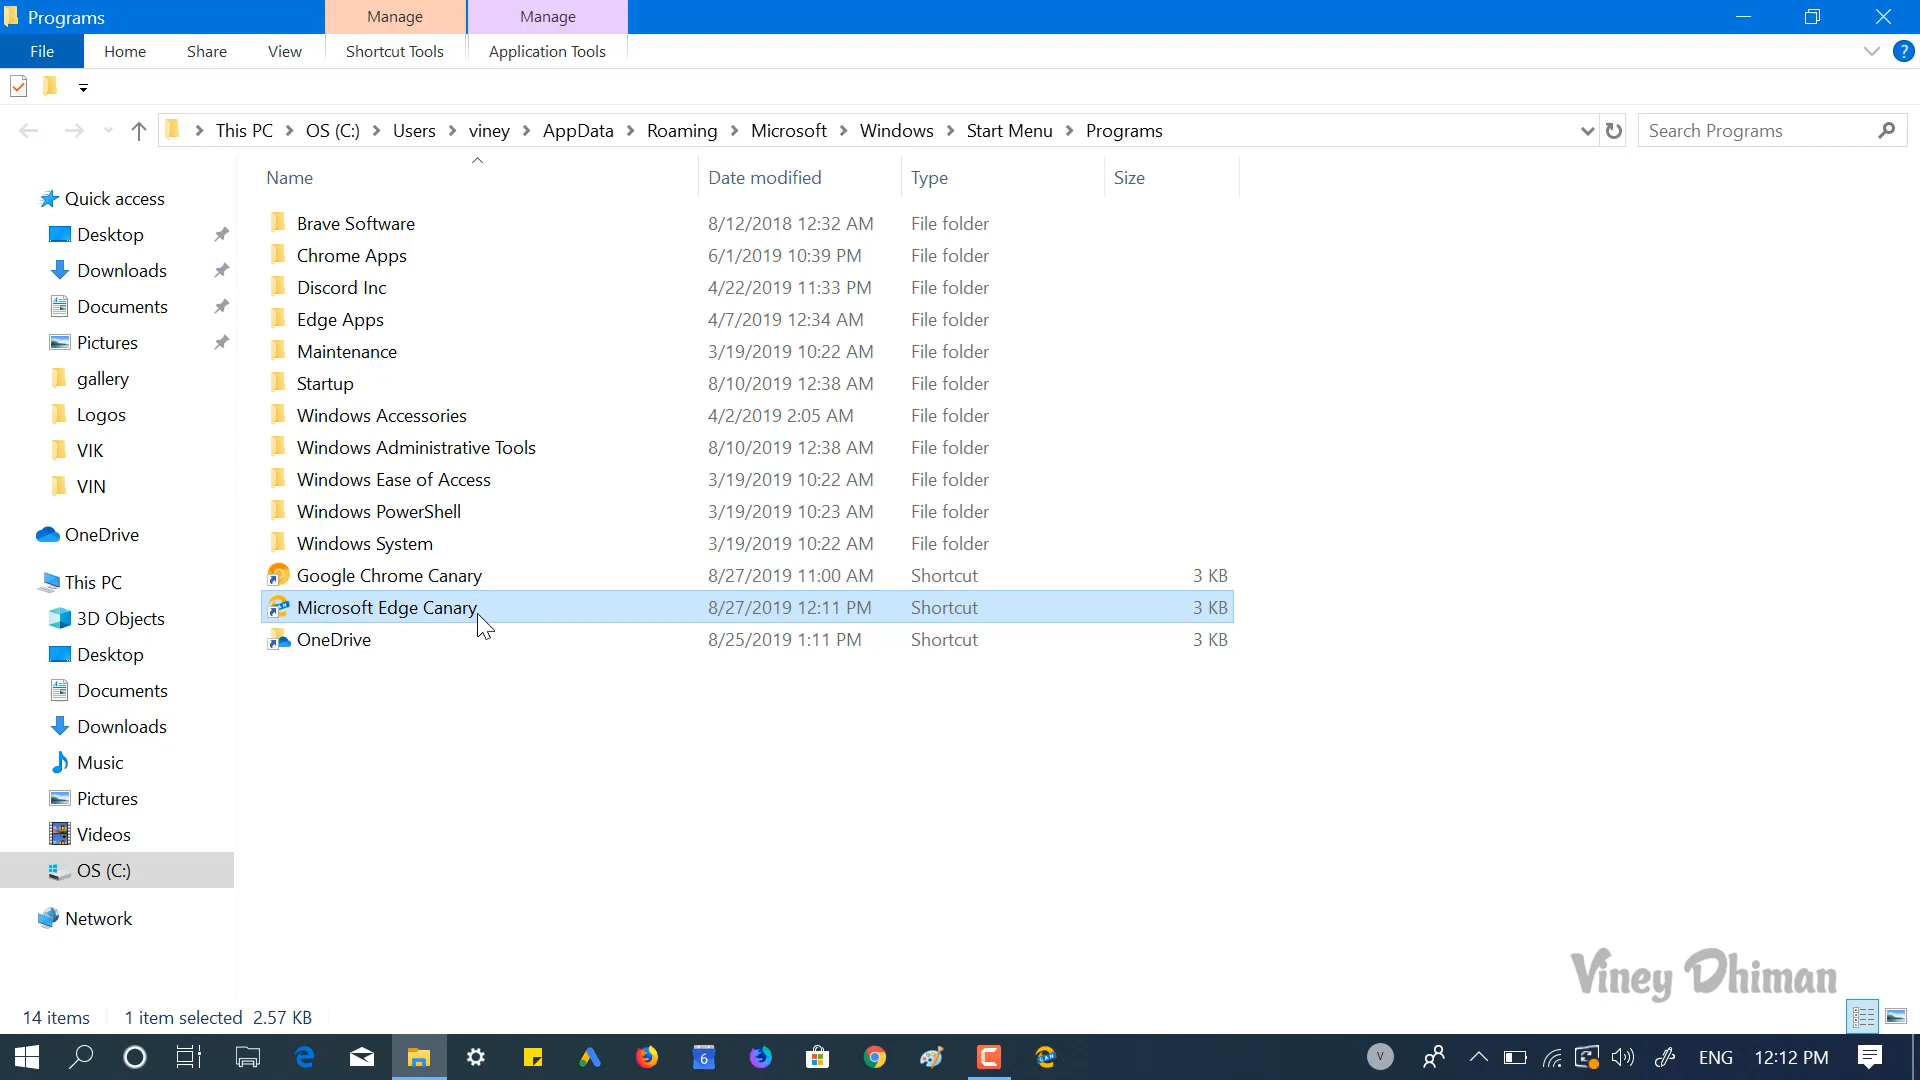 Programs
Manage
Manage
File
Home
Share
View
Shortcut Tools
Application Tools
?
This PC
OS (C:)
Users
viney
AppData
Roaming
Microsoft
Windows
Start Menu
Programs
Search Programs
Name
Date modified
Type
Size
Quick access
Desktop
Downloads
Documents
Pictures
gallery
Logos
VIK
VIN
OneDrive
This PC
3D Objects
Desktop
Documents
Downloads
Music
Pictures
Videos
OS (C:)
Network
Brave Software 8/12/2018 12:32 AM File folder
Chrome Apps 6/1/2019 10:39 PM File folder
Discord Inc 4/22/2019 11:33 PM File folder
Edge Apps 4/7/2019 12:34 AM File folder
Maintenance 3/19/2019 10:22 AM File folder
Startup 8/10/2019 12:38 AM File folder
Windows Accessories 4/2/2019 2:05 AM File folder
Windows Administrative Tools 8/10/2019 12:38 AM File folder
Windows Ease of Access 3/19/2019 10:22 AM File folder
Windows PowerShell 3/19/2019 10:23 AM File folder
Windows System 3/19/2019 10:22 AM File folder
Google Chrome Canary 8/27/2019 11:00 AM Shortcut 3 KB
Microsoft Edge Canary 8/27/2019 12:11 PM Shortcut 3 KB
OneDrive 8/25/2019 1:11 PM Shortcut 3 KB
Viney Dhiman
14 items 1 item selected 2.57 KB
6
V
ENG
12:12 PM